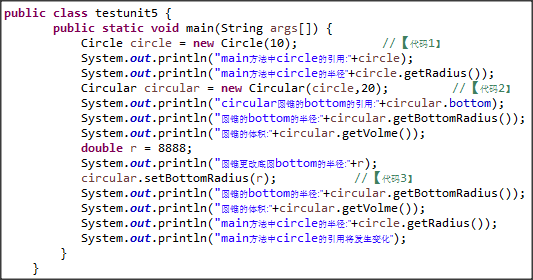 public class testunit5 {
public static void main(String args[]) {
Circle circle = new Circle(10); //【代码1】
System.out.println("main方法中circle的引用:"+circle);
System.out.println("main方法中circle的半径"+circle.getRadius());
Circular circular = new Circular(circle,20); //【代码2】
System.out.println("circular圆锥的bottom的引用:"+circular.bottom);
System.out.println("圆锥的bottom的半径:"+circular.getBottomRadius());
System.out.println("圆锥的体积:"+circular.getVolme());
double r = 8888;
System.out.println("圆锥更改底圆bottom的半径:"+r);
circular.setBottomRadius(r); //【代码3】
System.out.println("圆锥的bottom的半径:"+circular.getBottomRadius());
System.out.println("圆锥的体积:"+circular.getVolme());
System.out.println("main方法中circle的半径:"+circle.getRadius());
System.out.println("main方法中circle的引用将发生变化");
}
}